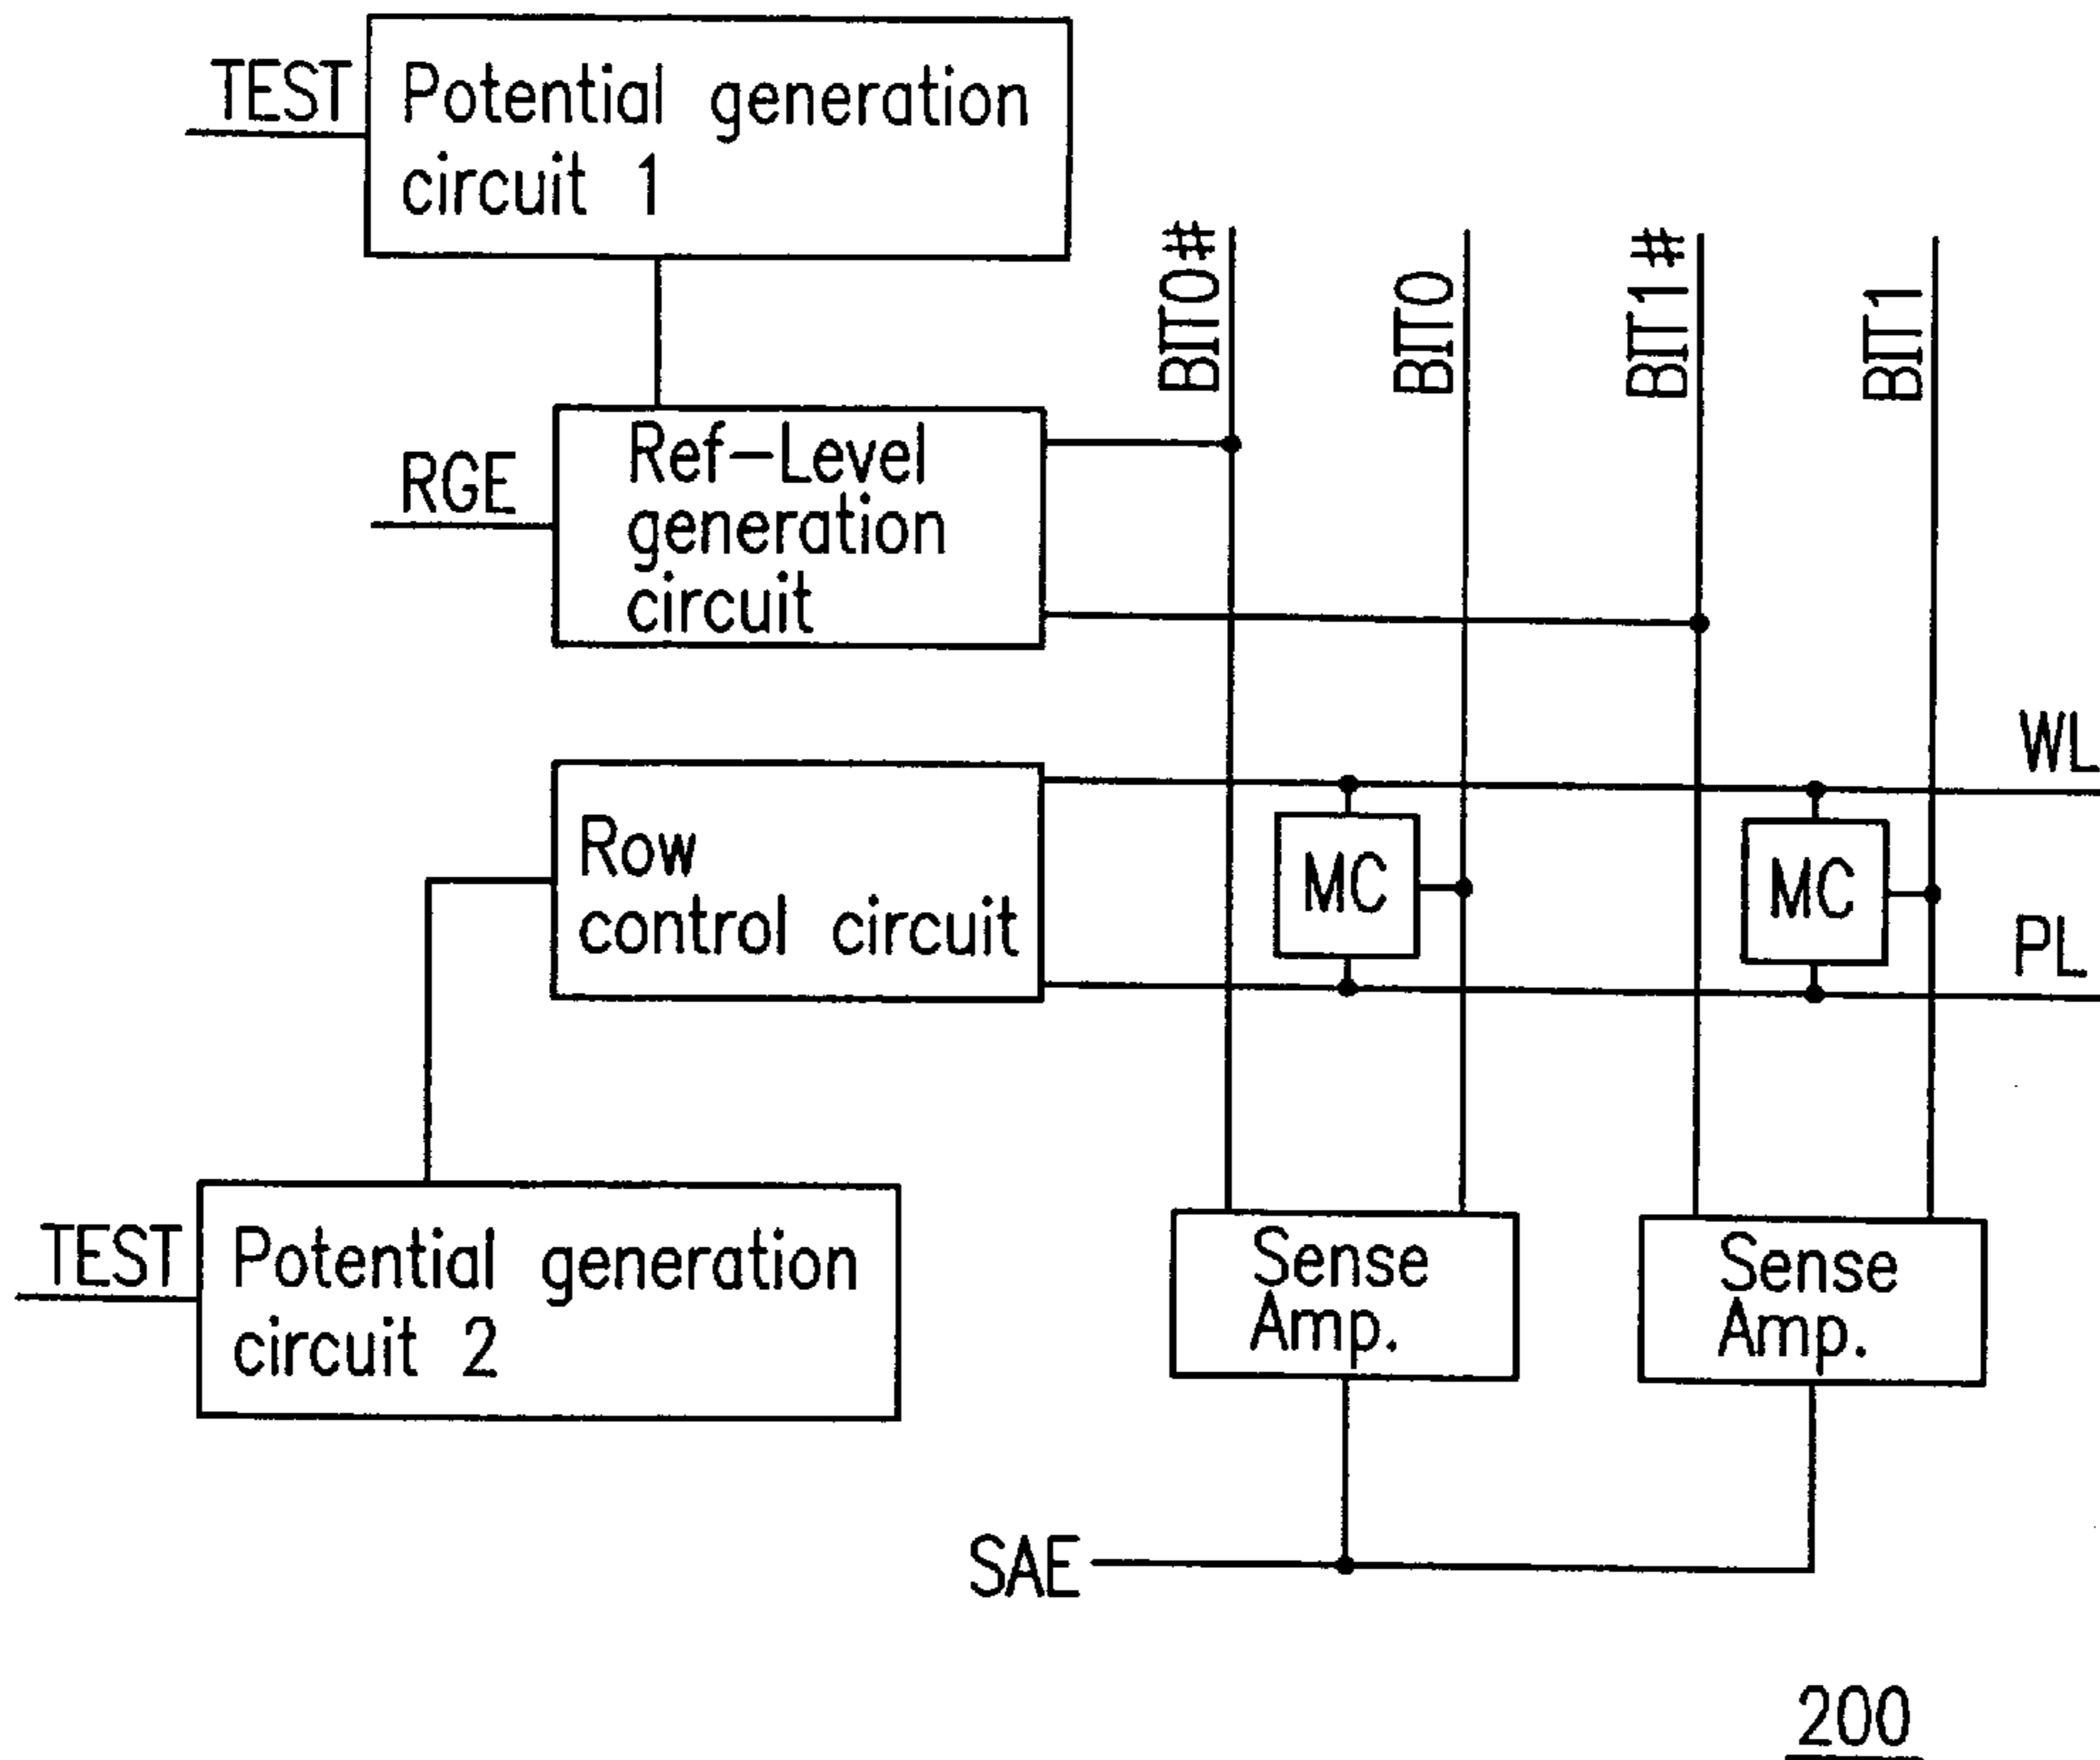 TEST
Potential generation
circuit 1
BIT0#
BIT0
BIT1#
BIT1
RGE
Ref-Level
generation
circuit
WL
Row
control circuit
MC
MC
PL
TEST
Potential generation
circuit 2
Sense
Amp.
Sense
Amp.
SAE
200